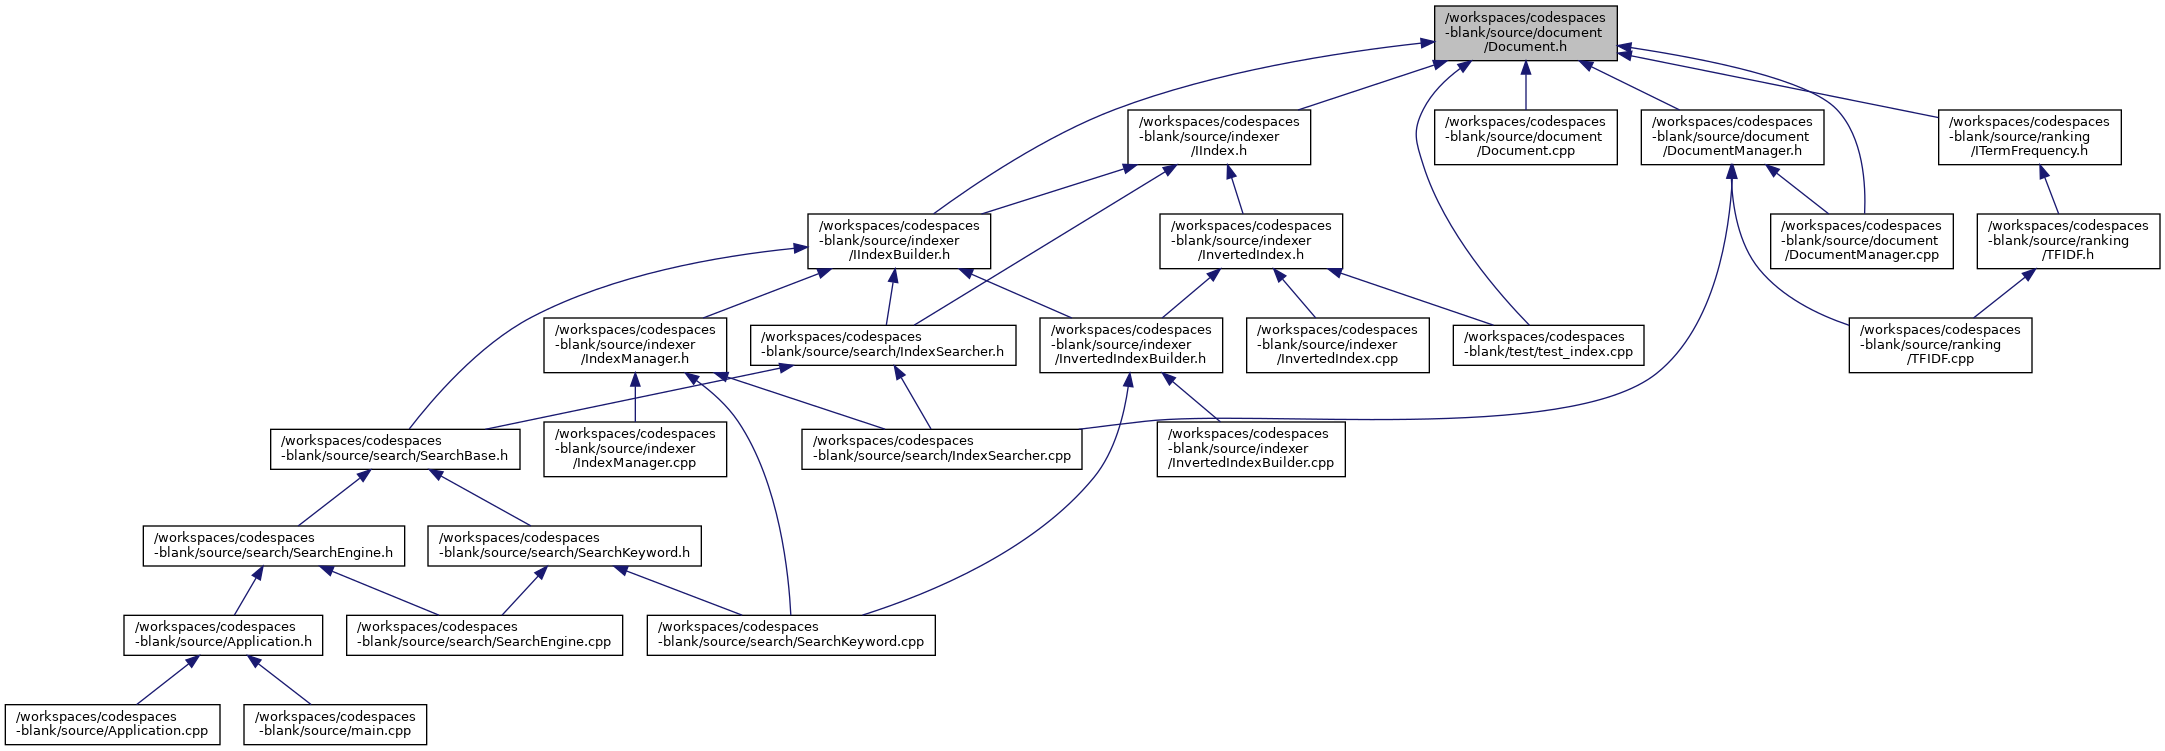 /workspaces/codespaces
-blank/source/document
/Document.h
/workspaces/codespaces
-blank/source/indexer
/IIndex.h
/workspaces/codespaces
-blank/source/document
/Document.cpp
/workspaces/codespaces
-blank/source/document
/DocumentManager.h
/workspaces/codespaces
-blank/source/ranking
/ITermFrequency.h
/workspaces/codespaces
-blank/source/indexer
/IIndexBuilder.h
/workspaces/codespaces
-blank/source/indexer
/InvertedIndex.h
/workspaces/codespaces
-blank/source/document
/DocumentManager.cpp
/workspaces/codespaces
-blank/source/ranking
/TFIDF.h
/workspaces/codespaces
-blank/source/indexer
/IndexManager.h
/workspaces/codespaces
-blank/source/search/IndexSearcher.h
/workspaces/codespaces
-blank/source/indexer
/InvertedIndexBuilder.h
/workspaces/codespaces
-blank/source/indexer
/InvertedIndex.cpp
/workspaces/codespaces
-blank/test/test_index.cpp
/workspaces/codespaces
-blank/source/ranking
/TFIDF.cpp
/workspaces/codespaces
-blank/source/search/SearchBase.h
/workspaces/codespaces
-blank/source/indexer
/IndexManager.cpp
/workspaces/codespaces
-blank/source/search/IndexSearcher.cpp
/workspaces/codespaces
-blank/source/indexer
/InvertedIndexBuilder.cpp
/workspaces/codespaces
-blank/source/search/SearchEngine.h
/workspaces/codespaces
-blank/source/search/SearchKeyword.h
/workspaces/codespaces
-blank/source/Application.h
/workspaces/codespaces
-blank/source/search/SearchEngine.cpp
/workspaces/codespaces
-blank/source/search/SearchKeyword.cpp
/workspaces/codespaces
-blank/source/Application.cpp
/workspaces/codespaces
-blank/source/main.cpp